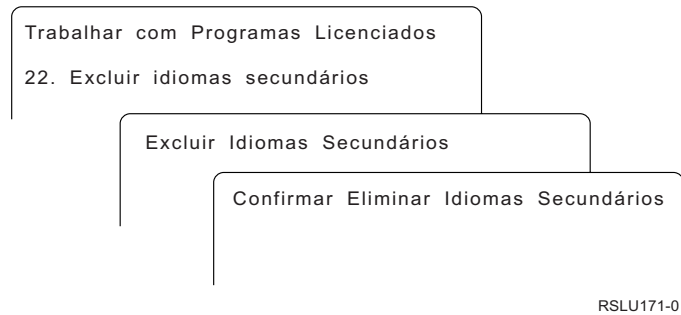 Trabalhar com Programas Licenciados
22. Excluir idiomas secundários
Excluir Idiomas Secundários
Confirmar Eliminar Idiomas Secundários
RSLU171-0